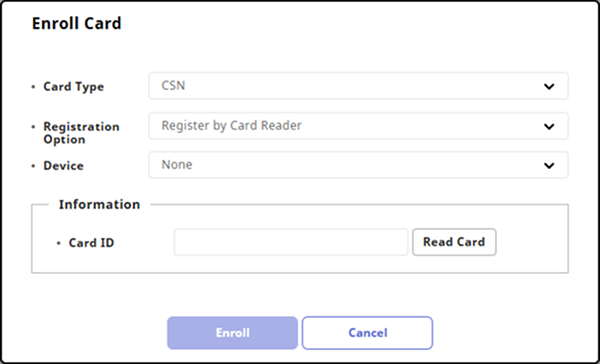 Enroll Card
Card Type
CSN
Registration
Option
Register by Card Reader
Device
None
Information
Card ID
Read Card
Enroll
Cancel